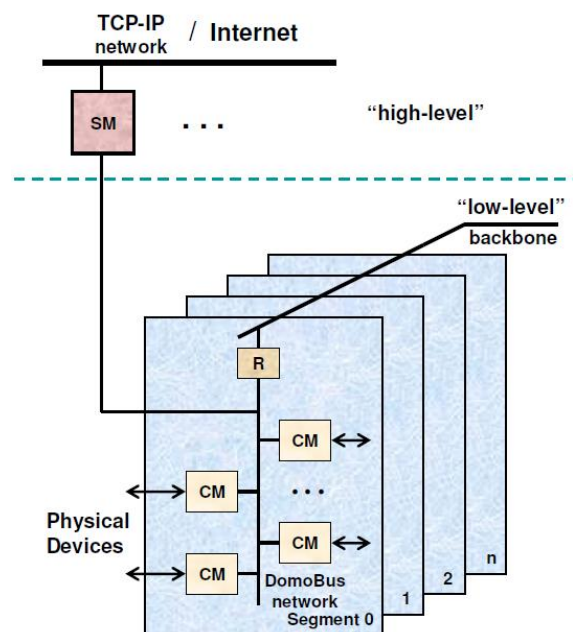 TCP-IP / Internet
network
SM
. . .
“high-level”
“low-level”
backbone
R
CM
CM
. . .
Physical
Devices
CM
CM
DomoBus
network
Segment 0
1
2
n